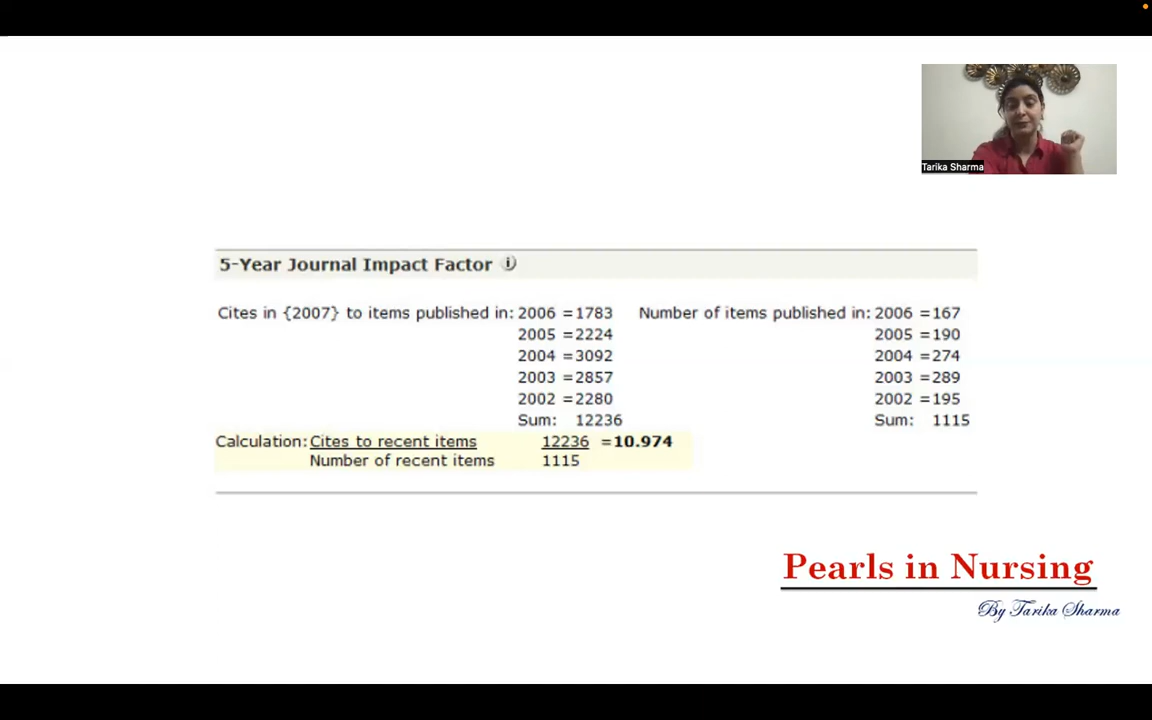 Tarika Sharma
5-Year Journal Impact Factor i
Cites in {2007} to items published in: 2006 =1783 Number of items published in: 2006 =167
2005 =2224 2005 =190
2004 =3092 2004 =274
2003 =2857 2003 =289
2002 =2280 2002 =195
Sum: 12236 Sum: 1115
Calculation: Cites to recent items 12236 =10.974
Number of recent items 1115
Pearls in Nursing
By Tarika Sharma